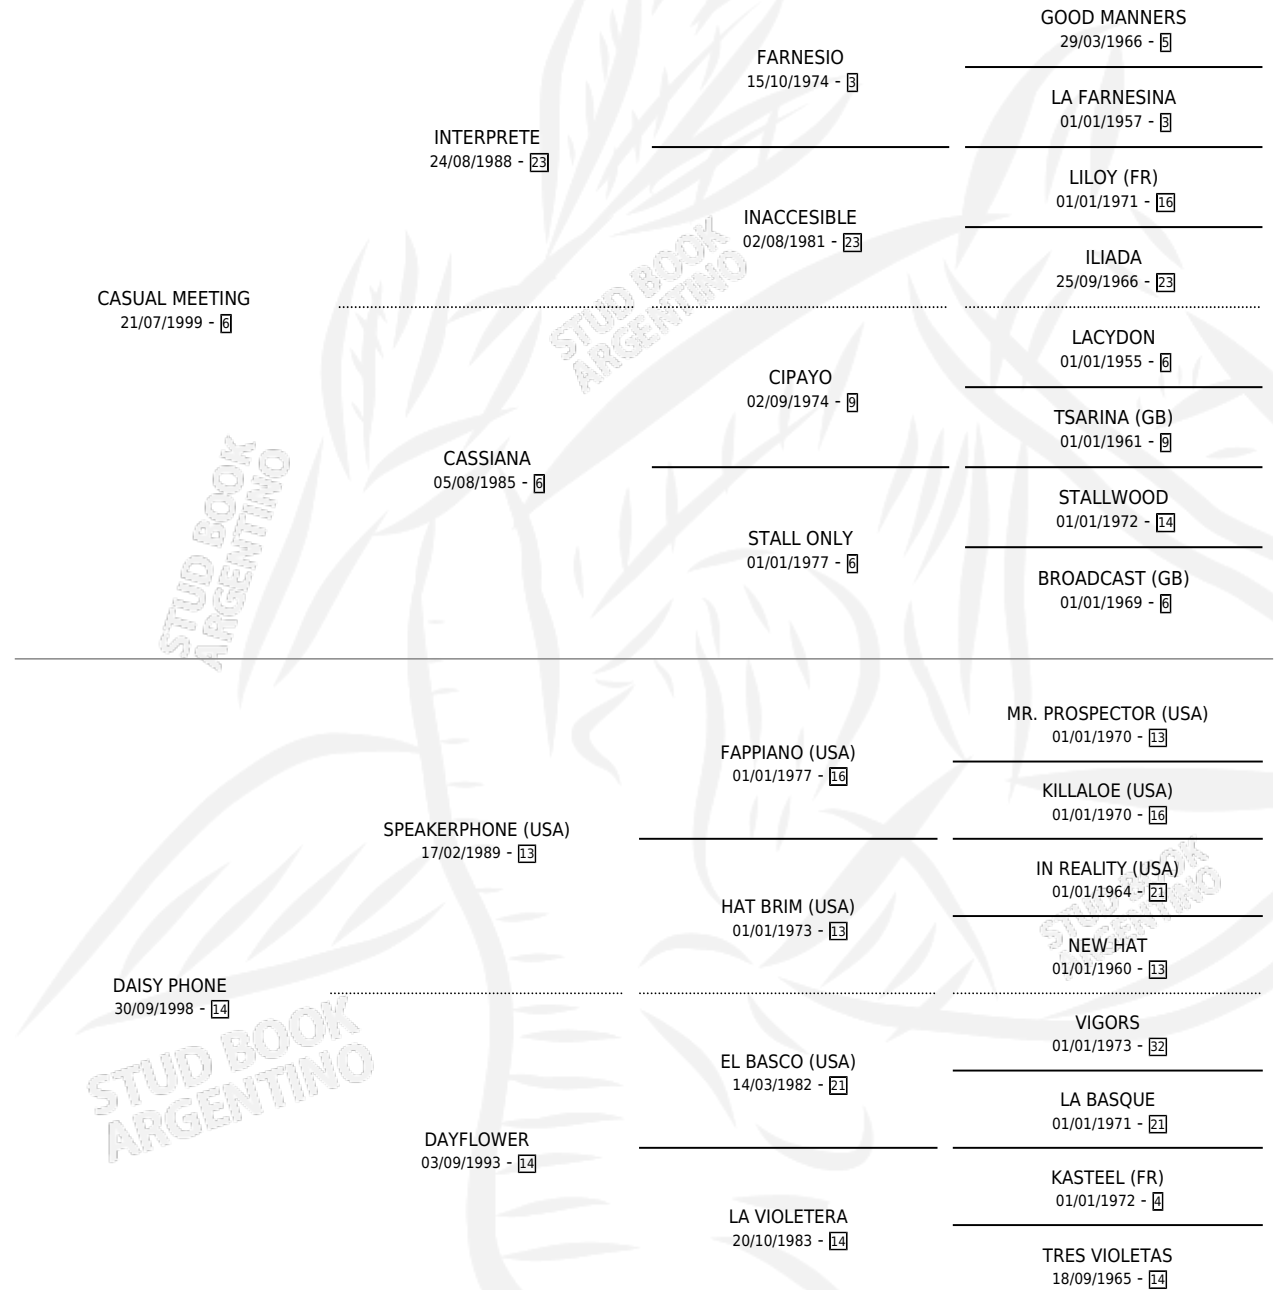 GOOD MANNERS
29/03/1966 - 5
FARNESIO
15/10/1974 - 3
LA FARNESINA
01/01/1957 - 3
INTERPRETE
24/08/1988 - 23
LILOY (FR)
01/01/1971 - 16
INACCESIBLE
02/08/1981 - 23
ILIADA
25/09/1966 - 23
CASUAL MEETING
21/07/1999 - 6
LACYDON
01/01/1955 - 6
CIPAYO
02/09/1974 - 9
TSARINA (GB)
01/01/1961 - 9
CASSIANA
05/08/1985 - 6
STALLWOOD
01/01/1972 - 14
STALL ONLY
01/01/1977 - 6
BROADCAST (GB)
01/01/1969 - 6
MR. PROSPECTOR (USA)
01/01/1970 - 13
FAPPIANO (USA)
01/01/1977 - 16
KILLALOE (USA)
01/01/1970 - 16
SPEAKERPHONE (USA)
17/02/1989 - 13
IN REALITY (USA)
01/01/1964 - 21
HAT BRIM (USA)
01/01/1973 - 13
NEW HAT
01/01/1960 - 13
DAISY PHONE
30/09/1998 - 14
VIGORS
01/01/1973 - 32
EL BASCO (USA)
14/03/1982 - 21
LA BASQUE
01/01/1971 - 21
DAYFLOWER
03/09/1993 - 14
KASTEEL (FR)
01/01/1972 - 4
LA VIOLETERA
20/10/1983 - 14
TRES VIOLETAS
18/09/1965 - 14
STUD BOOK
ARGENTINO
STUD BOOK
ARGENTINO
STUD BOOK
ARGENTINO
STUD BOOK
ARGENTINO